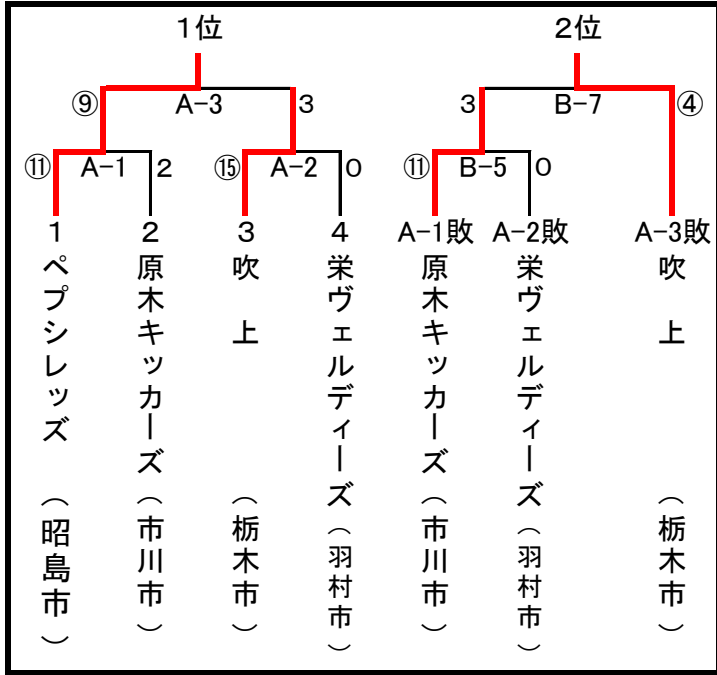 1位
2位
⑨ A-3 3
3 B-7 ④
⑪ A-1 2
⑮ A-2 0
⑪ B-5 0
1
2
3
4
A-1敗
A-2敗
A-3敗
ペプシレッズ（昭島市）
原木キッカーズ（市川市）
吹　上（栃木市）
栄ヴェルディーズ（羽村市）
原木キッカーズ（市川市）
栄ヴェルディーズ（羽村市）
吹　上（栃木市）